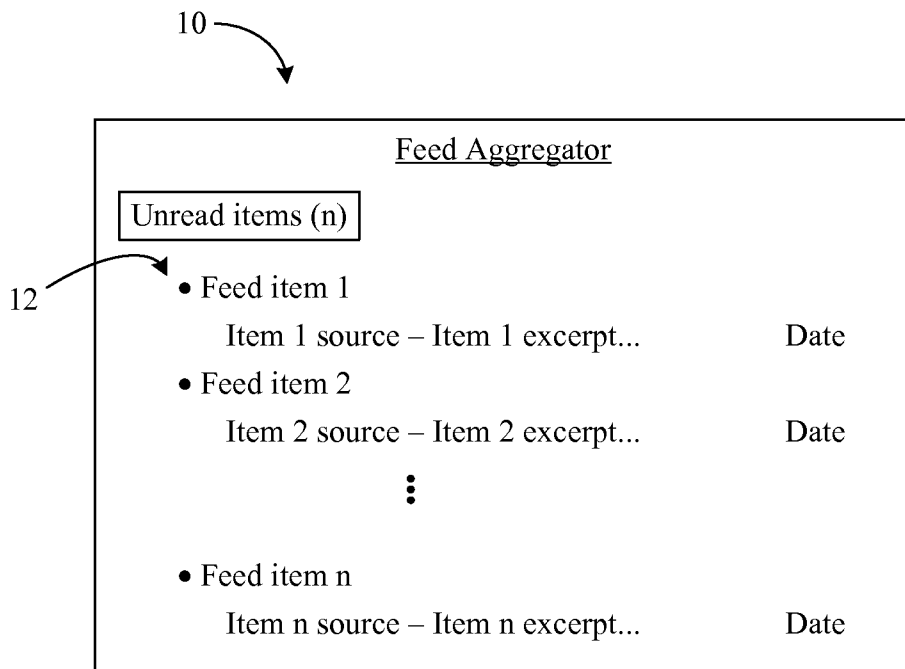 10
Feed Aggregator
Unread items (n)
12
• Feed item 1
Item 1 source – Item 1 excerpt... Date
• Feed item 2
Item 2 source – Item 2 excerpt... Date
• Feed item n
Item n source – Item n excerpt... Date